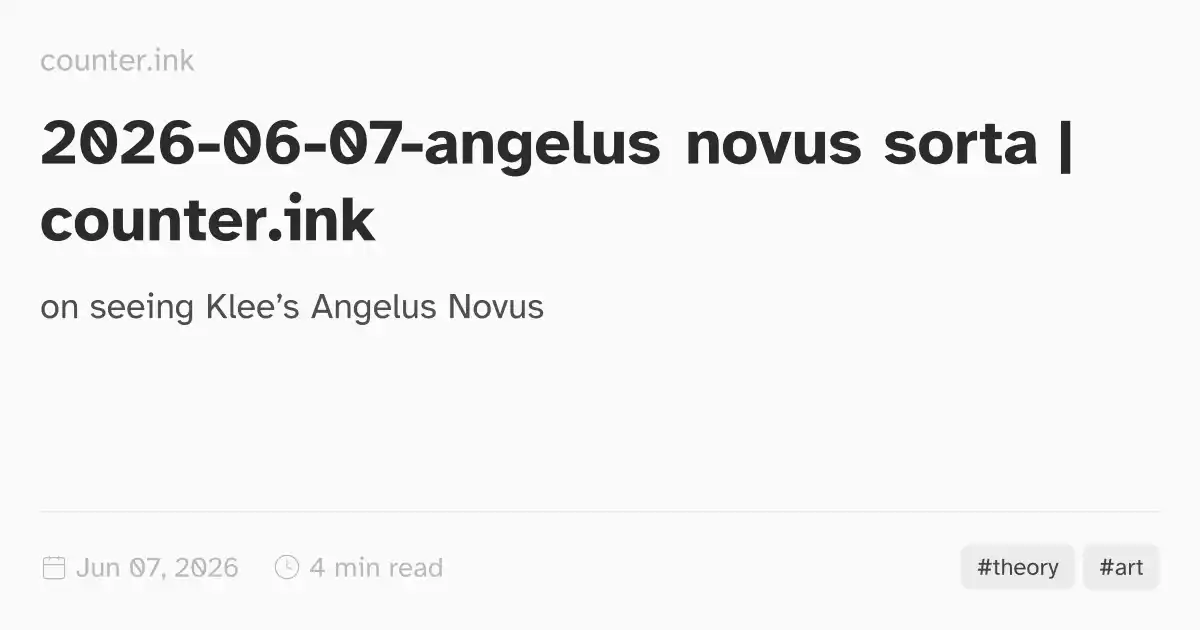 counter.ink
2026-06-07-angelus novus sorta |
counter.ink
on seeing Klee’s Angelus Novus
Jun 07, 2026
4 min read
#theory
#art